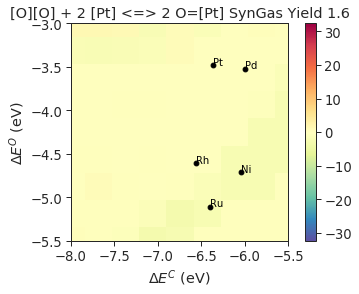 [O][O] + 2 [Pt] <=> 2 O=[Pt] SynGas Yield 1.6
−3.0
−3.5
−4.0
−4.5
−5.0
−5.5
ΔE^O (eV)
Pt
Pd
Rh
Ni
Ru
−8.0 −7.5 −7.0 −6.5 −6.0 −5.5
ΔE^C (eV)
30
20
10
0
−10
−20
−30